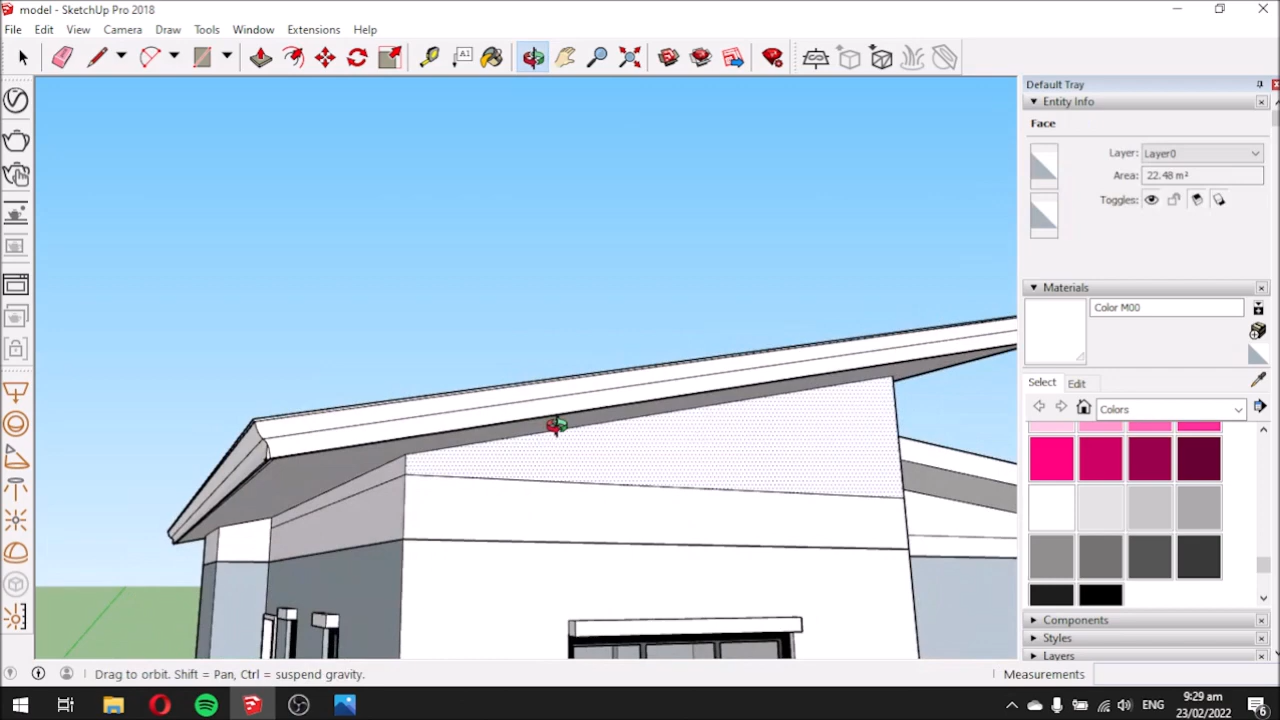 model - SketchUp Pro 2018
File Edit View Camera Draw Tools Window Extensions Help
A1
Default Tray
Entity Info
Face
Layer: Layer0
Area: 22.48 m²
Toggles:
Materials
Color M00
Select Edit
Colors
Components
Styles
Layers
Drag to orbit. Shift = Pan, Ctrl = suspend gravity.
Measurements
ENG
9:29 am
23/02/2022
6